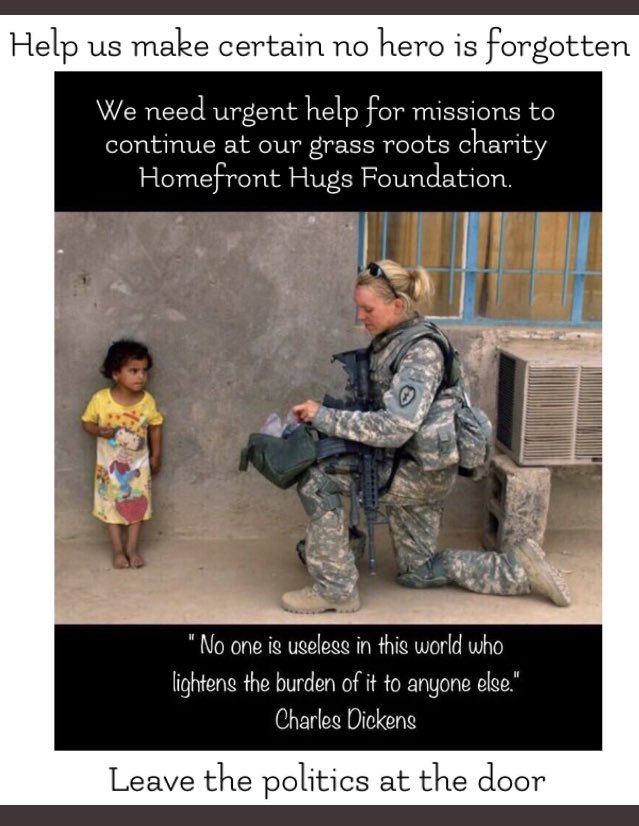 Help us make certain no hero is forgotten
We need urgent help for missions to
continue at our grass roots charity
Homefront Hugs Foundation.
" No one is useless in this world who
lightens the burden of it to anyone else."
Charles Dickens
Leave the politics at the door